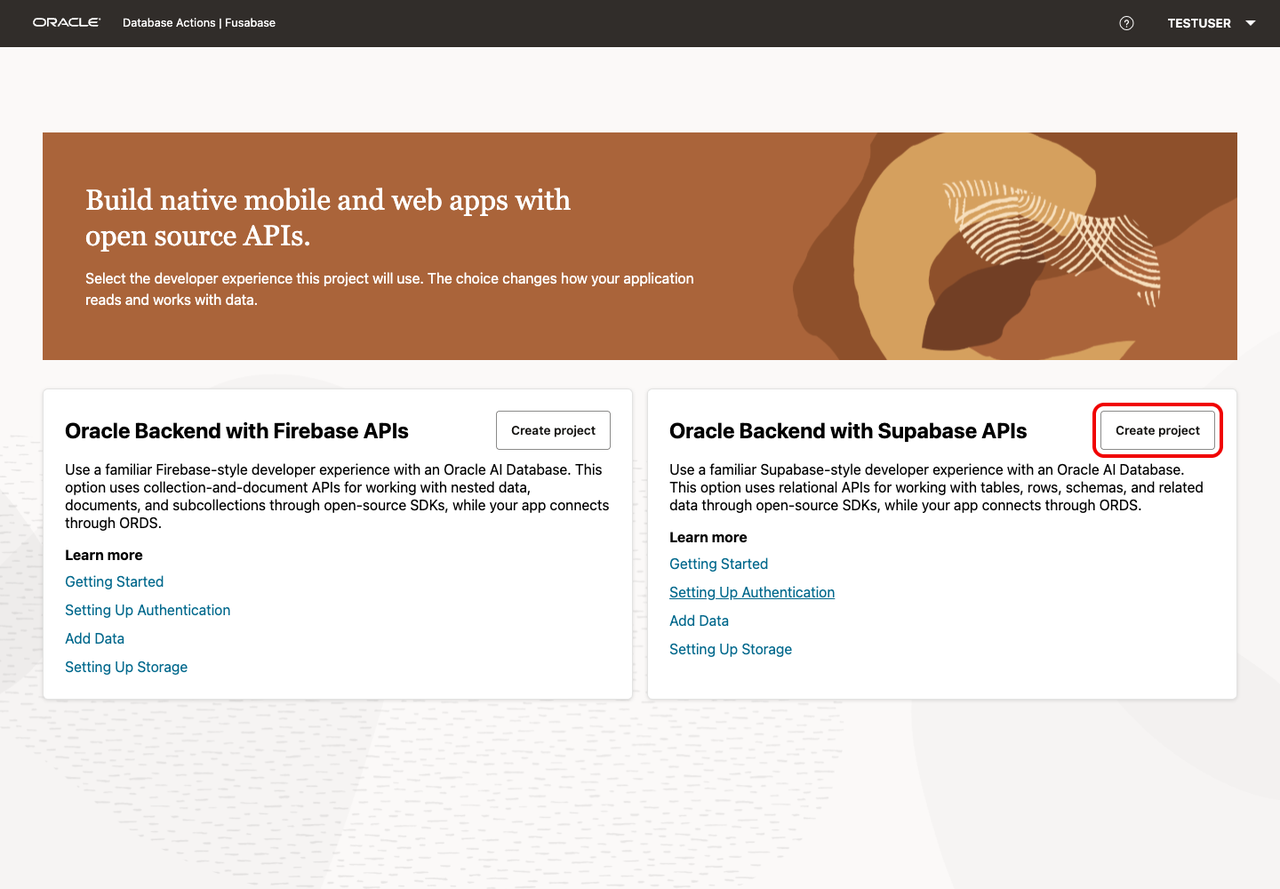 ORACLE Database Actions | Fusabase
TESTUSER
Build native mobile and web apps with
open source APIs.
Select the developer experience this project will use. The choice changes how your application
reads and works with data.
Oracle Backend with Firebase APIs
Create project
Use a familiar Firebase-style developer experience with an Oracle AI Database. This
option uses collection-and-document APIs for working with nested data,
documents, and subcollections through open-source SDKs, while your app connects
through ORDS.
Learn more
Getting Started
Setting Up Authentication
Add Data
Setting Up Storage
Oracle Backend with Supabase APIs
Create project
Use a familiar Supabase-style developer experience with an Oracle AI Database.
This option uses relational APIs for working with tables, rows, schemas, and related
data through open-source SDKs, while your app connects through ORDS.
Learn more
Getting Started
Setting Up Authentication
Add Data
Setting Up Storage